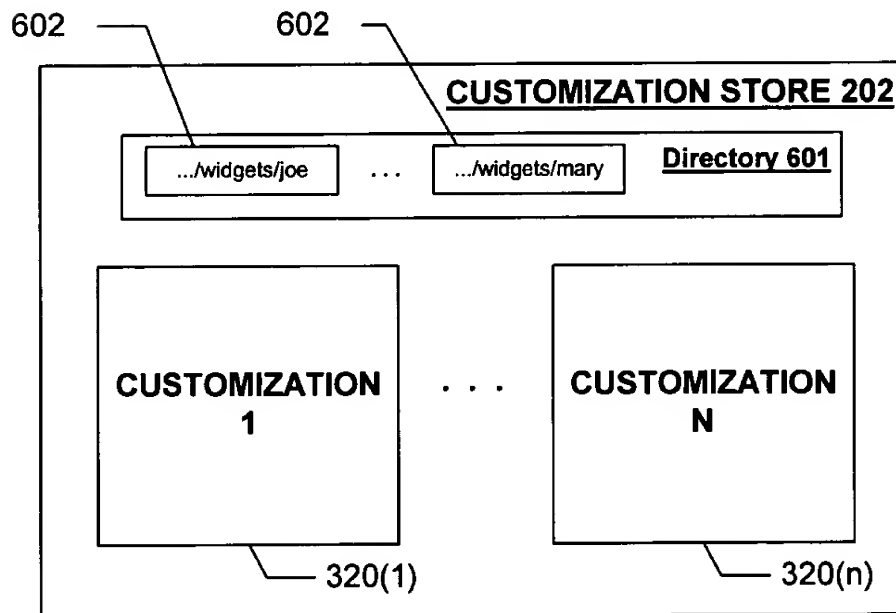 602 602
CUSTOMIZATION STORE 202
.../widgets/joe ... .../widgets/mary Directory 601
CUSTOMIZATION
1
. . .
CUSTOMIZATION
N
320(1) 320(n)